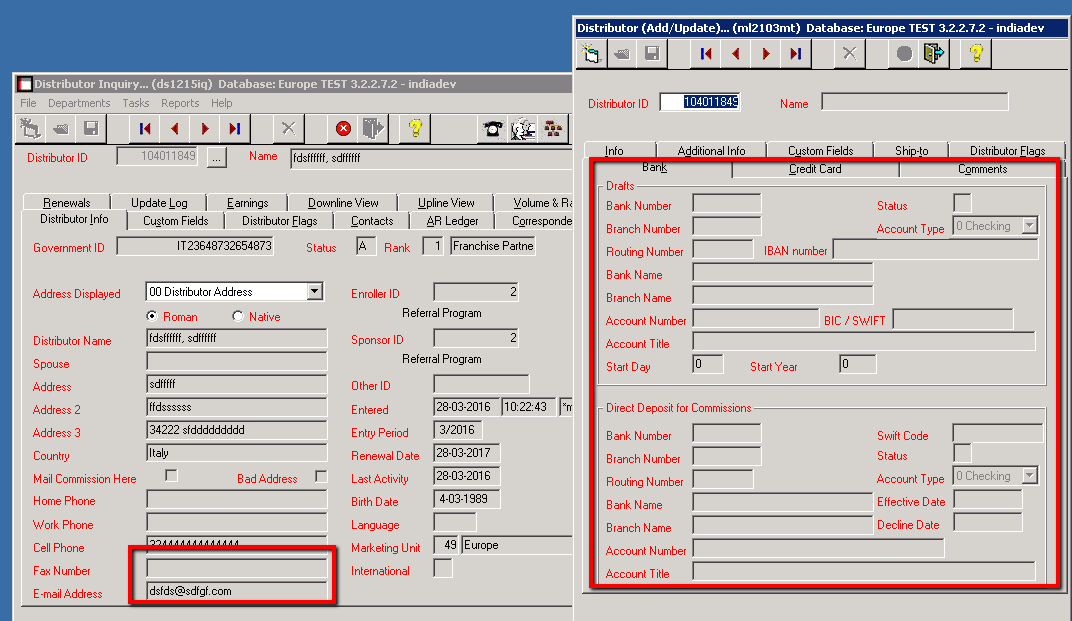 Distributor (Add/Update)... (ml2103mt) Database: Europe TEST 3.2.2.7.2 - indiadev
Distributor ID 104011849 Name
Info Additional Info Custom Fields Ship-to Distributor Flags
Bank Credit Card Comments
Drafts
Bank Number Status
Branch Number Account Type 0 Checking
Routing Number IBAN number
Bank Name
Branch Name
Account Number BIC / SWIFT
Account Title
Start Day 0 Start Year 0
Direct Deposit for Commissions
Bank Number Swift Code
Branch Number Status
Routing Number Account Type 0 Checking
Bank Name Effective Date
Branch Name Decline Date
Account Number
Account Title
Distributor Inquiry... (ds1215iq) Database: Europe TEST 3.2.2.7.2 - indiadev
File Departments Tasks Reports Help
Distributor ID 104011849 ... Name fdsffffff, sdffffff
Renewals Update Log Earnings Downline View Upline View Volume & Ra
Distributor Info Custom Fields Distributor Flags Contacts AR Ledger Corresponde
Government ID IT23648732654873 Status A Rank 1 Franchise Partne
Address Displayed 00 Distributor Address Enroller ID 2
Roman Native Referral Program
Distributor Name fdsffffff, sdffffff Sponsor ID 2
Spouse Referral Program
Address sdfffff Other ID
Address 2 ffdssssss Entered 28-03-2016 10:22:43 *m
Address 3 34222 sfddddddddd Entry Period 3/2016
Country Italy Renewal Date 28-03-2017
Mail Commission Here Bad Address Last Activity 28-03-2016
Home Phone Birth Date 4-03-1989
Work Phone Language
Cell Phone Marketing Unit 49 Europe
Fax Number International
E-mail Address dsfds@sdfgf.com